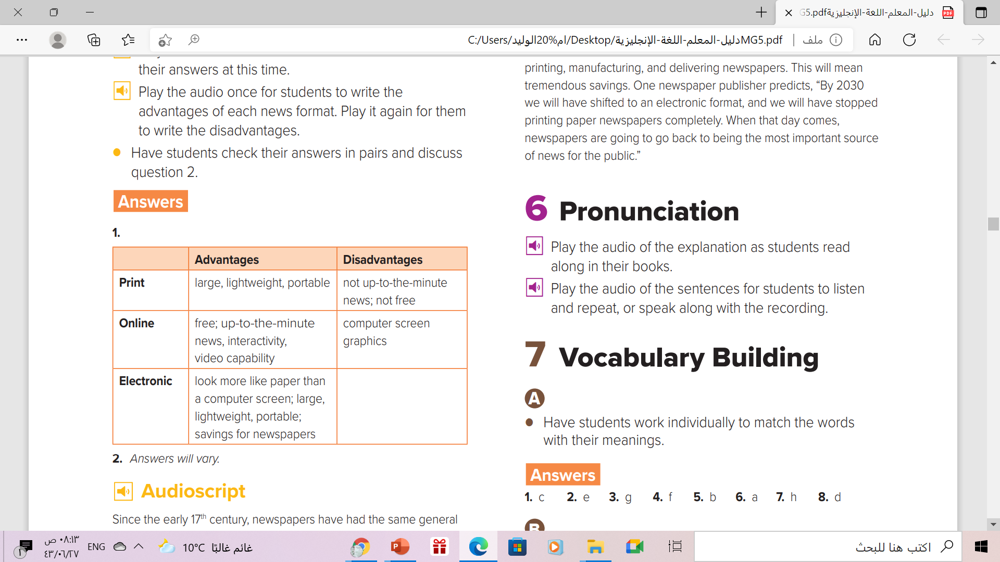 دليل-المعلم-اللغة-الإنجليزيةG5.pdf
C:/Users/ام%20الوليد/Desktop/دليل-المعلم-اللغة-الإنجليزيةMG5.pdf
ملف
their answers at this time.
Play the audio once for students to write the
advantages of each news format. Play it again for them
to write the disadvantages.
Have students check their answers in pairs and discuss
question 2.
Answers
1.
Advantages Disadvantages
Print large, lightweight, portable not up-to-the-minute
news; not free
Online free; up-to-the-minute computer screen
news, interactivity, graphics
video capability
Electronic look more like paper than
a computer screen; large,
lightweight, portable;
savings for newspapers
2. Answers will vary.
Audioscript
Since the early 17th century, newspapers have had the same general
printing, manufacturing, and delivering newspapers. This will mean
tremendous savings. One newspaper publisher predicts, “By 2030
we will have shifted to an electronic format, and we will have stopped
printing paper newspapers completely. When that day comes,
newspapers are going to go back to being the most important source
of news for the public.”
6 Pronunciation
Play the audio of the explanation as students read
along in their books.
Play the audio of the sentences for students to listen
and repeat, or speak along with the recording.
7 Vocabulary Building
A
Have students work individually to match the words
with their meanings.
Answers
1. c 2. e 3. g 4. f 5. b 6. a 7. h 8. d
B
٠٨:١٣ ص
٤٣/٠٦/٢٧
ENG
10°C غائم غالبًا
اكتب هنا للبحث